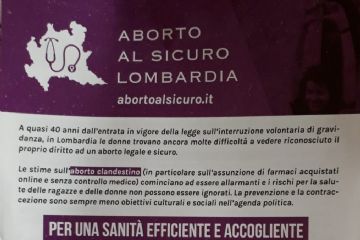 ABORTO
AL SICURO
LOMBARDIA
abortoalsicuro.it
A quasi 40 anni dall'entrata in vigore della legge sull'interruzione volontaria di gravi-
danza, in Lombardia le donne trovano ancora molte difficoltà a vedere riconosciuto il
proprio diritto ad un aborto legale e sicuro.
Le stime sull'aborto clandestino (in particolare sull'assunzione di farmaci acquistati
online e senza controllo medico) cominciano ad essere allarmanti e i rischi per la salu-
te delle ragazze e delle donne non possono essere ignorati. La prevenzione e la contrac-
cezione sono sempre meno obiettivi culturali e sociali nell'agenda politica.
PER UNA SANITÀ EFFICIENTE E ACCOGLIENTE